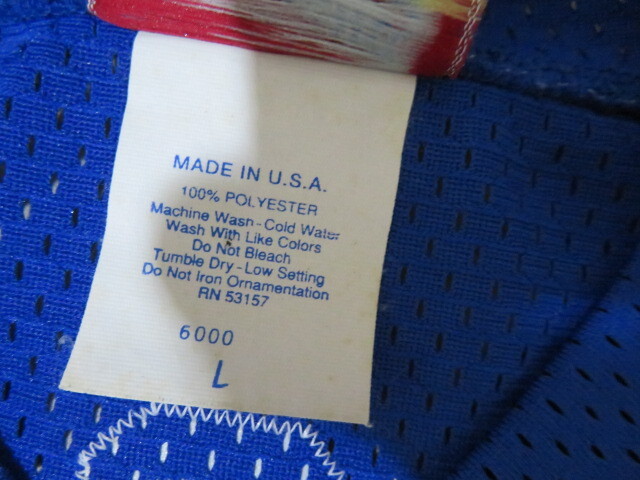 MADE IN U.S.A.
100% POLYESTER
Machine Wash-Cold Water
Wash With Like Colors
Do Not Bleach
Tumble Dry-Low Setting
Do Not Iron Ornamentation
RN 53157
6000
L